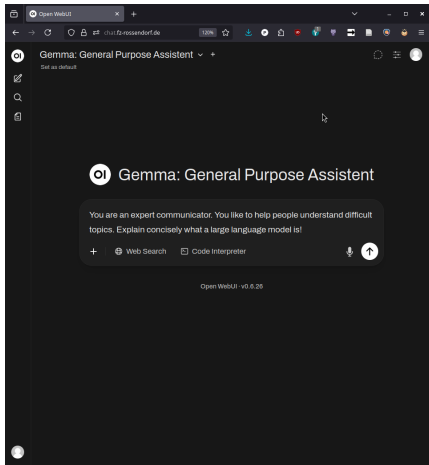 Open WebUI
chat.fz-rossendorf.de
120%
OI
Gemma: General Purpose Assistent
Set as default
OI Gemma: General Purpose Assistent
You are an expert communicator. You like to help people understand difficult
topics. Explain concisely what a large language model is!
Web Search Code Interpreter
Open WebUI · v0.6.26